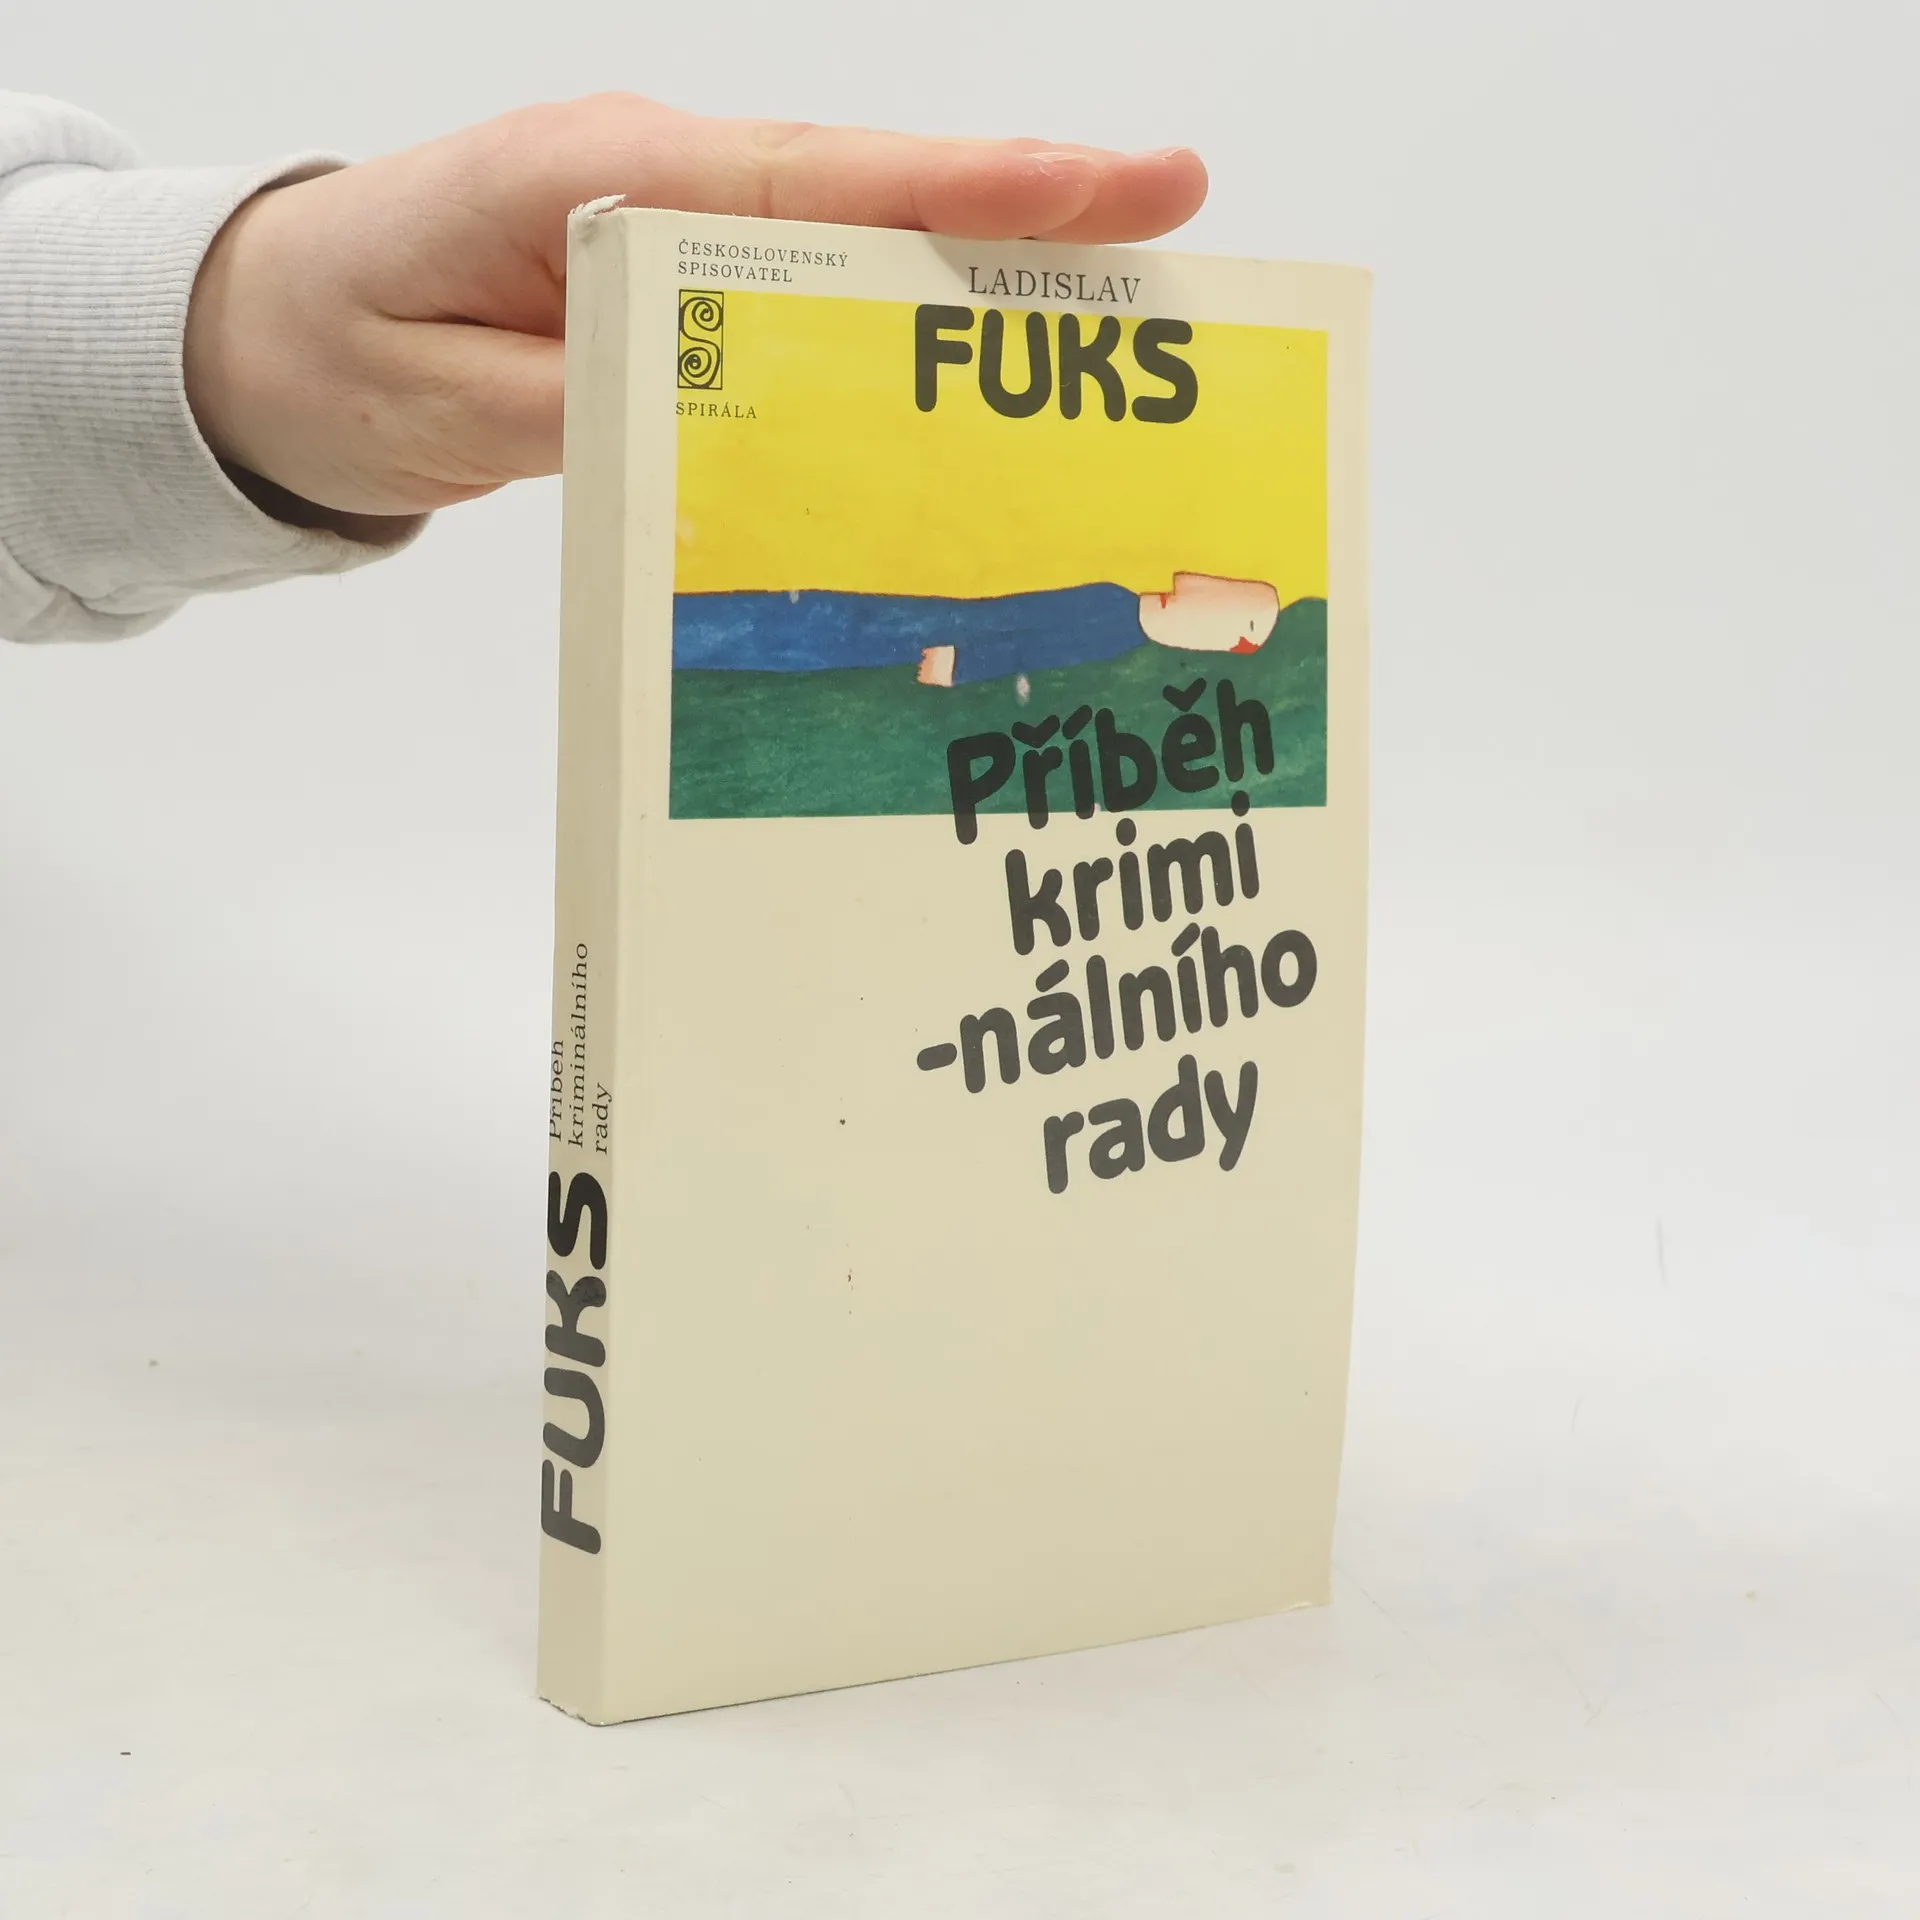 ČESKOSLOVENSKÝ
SPISOVATEL
SPIRÁLA
LADISLAV
FUKS
Příběh
krimi
-nálního
rady
FUKS
Příběh
kriminálního
rady